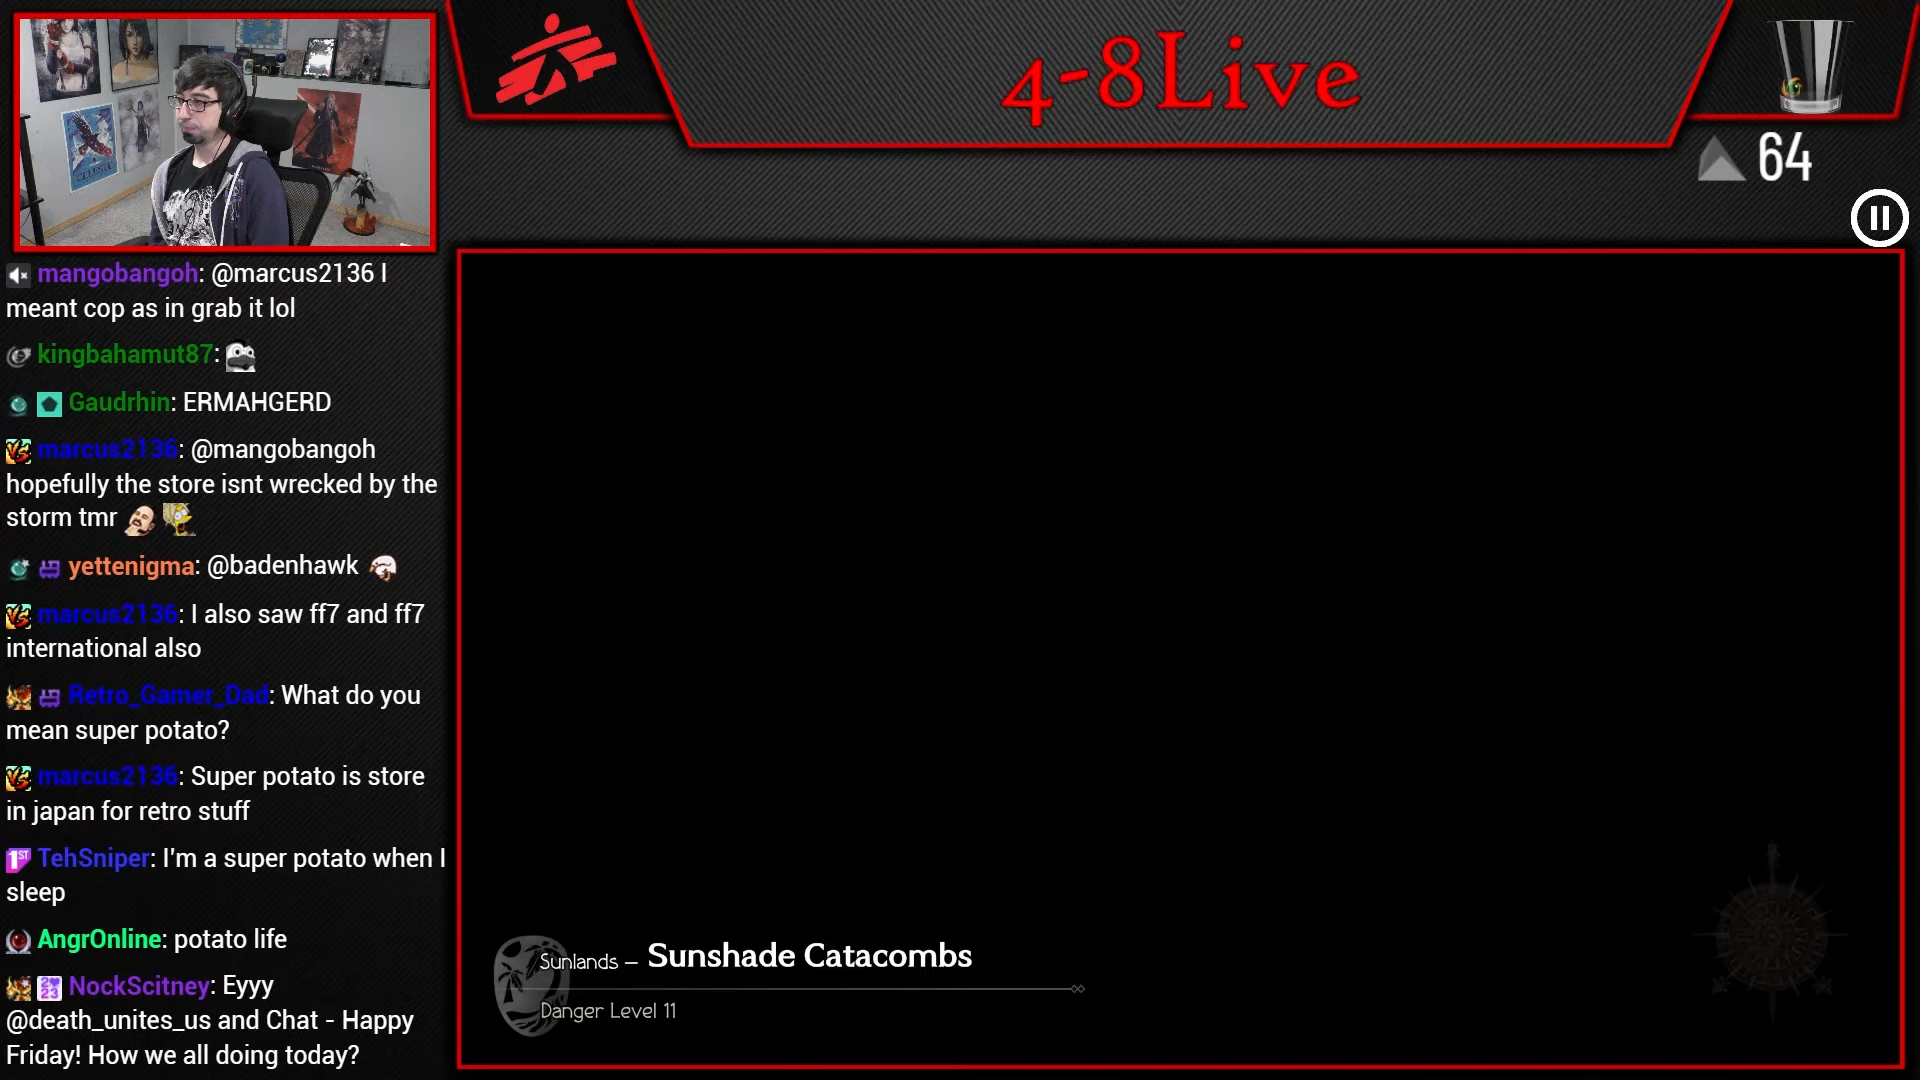 4-8Live
64
CELESTE
mangobangoh: @marcus2136 I
meant cop as in grab it lol
kingbahamut87:
Gaudrhin: ERMAHGERD
marcus2136: @mangobangoh
hopefully the store isnt wrecked by the
storm tmr
yettenigma: @badenhawk
marcus2136: I also saw ff7 and ff7
international also
Retro_Gamer_Dad: What do you
mean super potato?
marcus2136: Super potato is store
in japan for retro stuff
1ST TehSniper: I'm a super potato when I
sleep
AngrOnline: potato life
NockScitney: Eyyy
@death_unites_us and Chat - Happy
Friday! How we all doing today?
Sunlands – Sunshade Catacombs
Danger Level 11